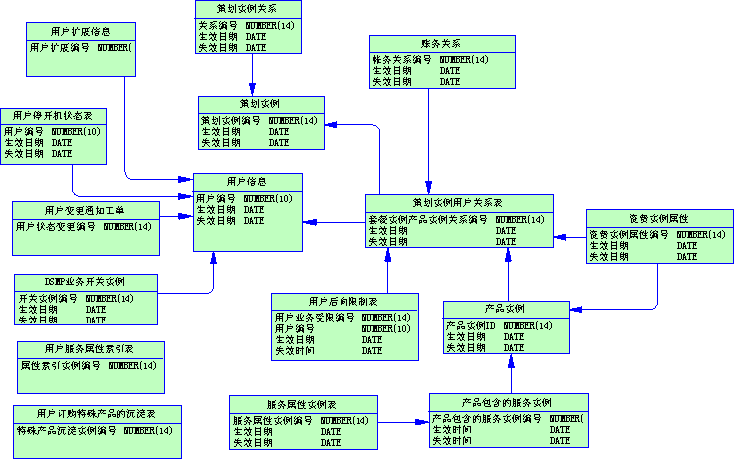 策划实例关系
关系编号 NUMBER(14)
生效日期 DATE
失效日期 DATE
用户扩展信息
用户扩展编号 NUMBER(
账务关系
账务关系编号 NUMBER(14)
生效日期 DATE
失效日期 DATE
策划实例
策划实例编号 NUMBER(14)
生效日期 DATE
失效日期 DATE
用户停开机状态表
用户编号 NUMBER(10)
生效日期 DATE
失效日期 DATE
用户信息
用户编号 NUMBER(10)
生效日期 DATE
失效日期 DATE
策划实例用户关系表
套餐实例产品实例关系编号 NUMBER(14)
生效日期 DATE
失效日期 DATE
用户变更通知工单
用户状态变更编号 NUMBER(14)
资费实例属性
资费实例属性编号 NUMBER(14)
生效日期 DATE
失效日期 DATE
DSMP业务开关实例
开关实例编号 NUMBER(14)
生效日期 DATE
失效日期 DATE
用户后向限制表
用户业务受限编号 NUMBER(14)
用户编号 NUMBER(10)
生效日期 DATE
失效时间 DATE
产品实例
产品实例ID NUMBER(14)
生效日期 DATE
失效日期 DATE
用户服务属性索引表
属性索引实例编号 NUMBER(14)
用户订购特殊产品的沉淀表
特殊产品沉淀实例编号 NUMBER(14)
服务属性实例表
服务属性实例编号 NUMBER(14)
生效日期 DATE
失效日期 DATE
产品包含的服务实例
产品包含的服务实例编号 NUMBER(
生效时间 DATE
失效时间 DATE